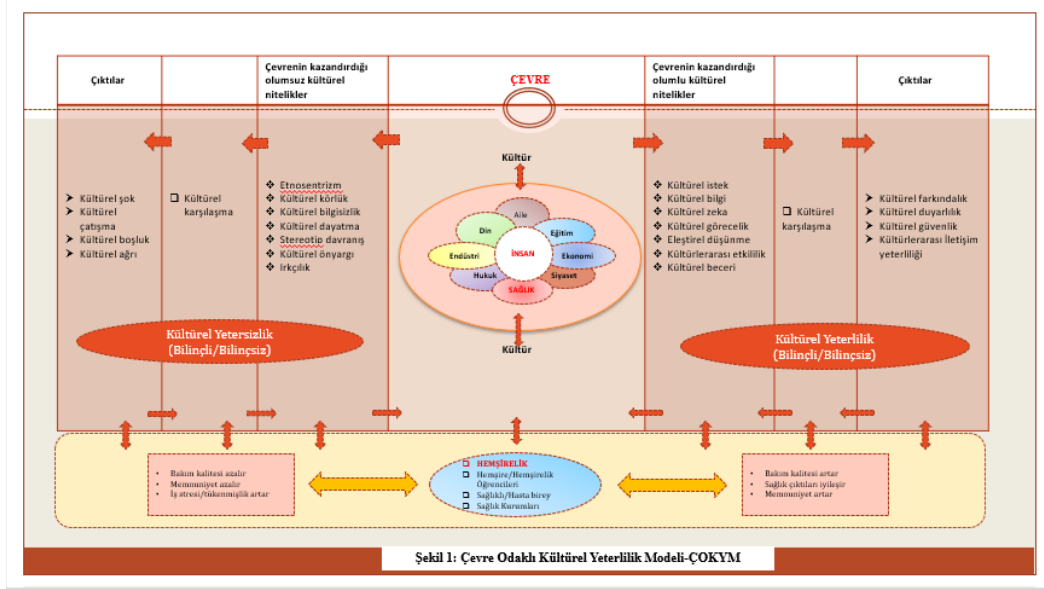 Çıktılar
Çevrenin kazandırdığı
olumsuz kültürel
nitelikler
ÇEVRE
Çevrenin kazandırdığı
olumlu kültürel
nitelikler
Çıktılar
Kültürel şok
Kültürel
çatışma
Kültürel boşluk
Kültürel ağrı
Kültürel
karşılaşma
Etnosentrizm
Kültürel körlük
Kültürel bilgisizlik
Kültürel dayatma
Stereotip davranış
Kültürel önyargı
Irkçılık
Kültür
Aile
Din
Eğitim
Endüstri
İNSAN
Ekonomi
Hukuk
Siyaset
SAĞLIK
Kültür
Kültürel istek
Kültürel bilgi
Kültürel zeka
Kültürel görecelik
Eleştirel düşünme
Kültürlerarası etkililik
Kültürel beceri
Kültürel
karşılaşma
Kültürel farkındalık
Kültürel duyarlılık
Kültürel güvenlik
Kültürlerarası İletişim
yeterliliği
Kültürel Yetersizlik
(Bilinçli/Bilinçsiz)
Kültürel Yeterlilik
(Bilinçli/Bilinçsiz)
Bakım kalitesi azalır
Memnuniyet azalır
İş stresi/tükenmişlik artar
HEMŞİRELİK
Hemşire/Hemşirelik
Öğrencileri
Sağlıklı/Hasta birey
Sağlık Kurumları
Bakım kalitesi artar
Sağlık çıktıları iyileşir
Memnuniyet artar
Şekil 1: Çevre Odaklı Kültürel Yeterlilik Modeli-ÇOKYM